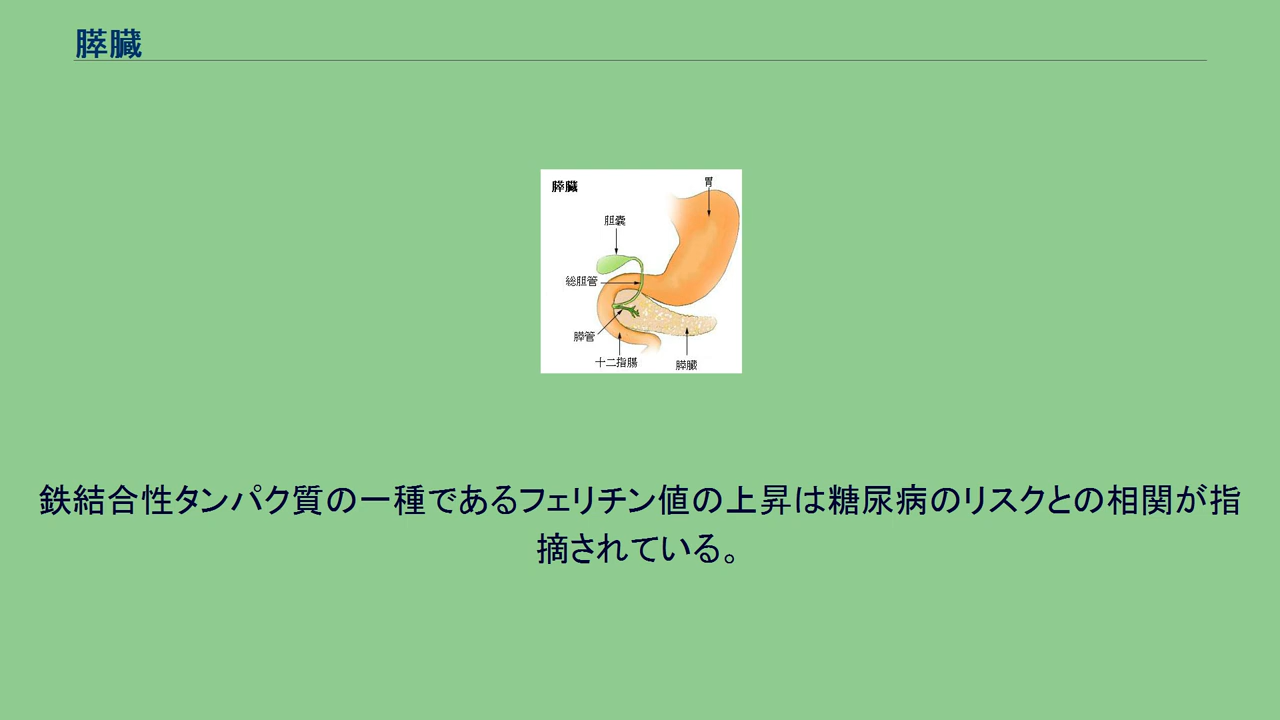 膵臓
膵臓
胃
胆嚢
総胆管
膵管
十二指腸
膵臓
鉄結合性タンパク質の一種であるフェリチン値の上昇は糖尿病のリスクとの相関が指
摘されている。